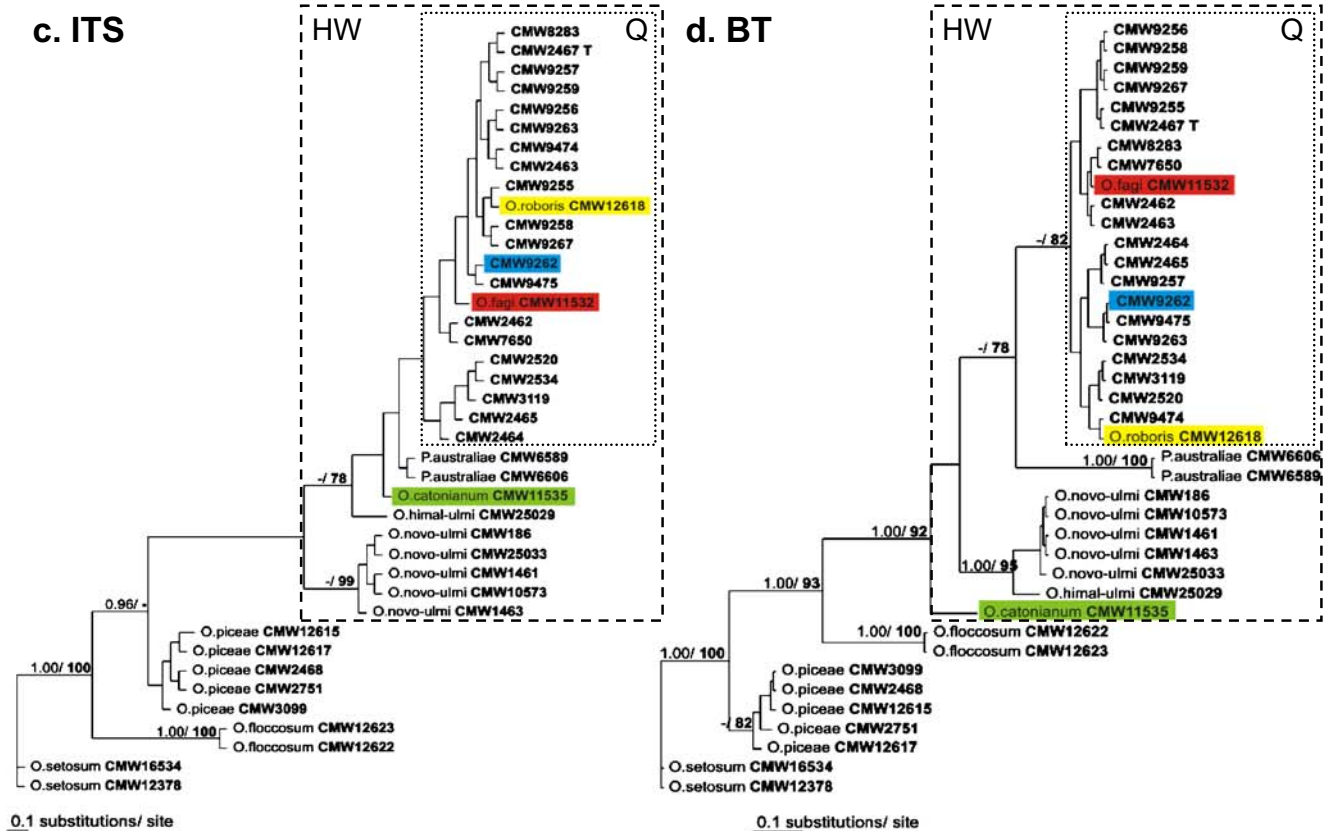 c. ITS
HW
Q
CMW8283
CMW2467 T
CMW9257
CMW9259
CMW9256
CMW9263
CMW9474
CMW2463
CMW9255
O.roboris CMW12618
CMW9258
CMW9267
CMW9262
CMW9475
O.fagi CMW11532
CMW2462
CMW7650
CMW2520
CMW2534
CMW3119
CMW2465
CMW2464
P.australiae CMW6589
P.australiae CMW6606
-/ 78
O.catonianum CMW11535
O.himal-ulmi CMW25029
O.novo-ulmi CMW186
O.novo-ulmi CMW25033
-/ 99
O.novo-ulmi CMW1461
O.novo-ulmi CMW10573
O.novo-ulmi CMW1463
0.96/ -
O.piceae CMW12615
O.piceae CMW12617
1.00/ 100
O.piceae CMW2468
O.piceae CMW2751
O.piceae CMW3099
1.00/ 100
O.floccosum CMW12623
O.floccosum CMW12622
O.setosum CMW16534
O.setosum CMW12378
0.1 substitutions/ site
d. BT
HW
Q
CMW9256
CMW9258
CMW9259
CMW9267
CMW9255
CMW2467 T
CMW8283
CMW7650
O.fagi CMW11532
CMW2462
CMW2463
-/ 82
CMW2464
CMW2465
CMW9257
CMW9262
CMW9475
CMW9263
-/ 78
CMW2534
CMW3119
CMW2520
CMW9474
O.roboris CMW12618
P.australiae CMW6606
1.00/ 100
P.australiae CMW6589
O.novo-ulmi CMW186
O.novo-ulmi CMW10573
1.00/ 92
O.novo-ulmi CMW1461
O.novo-ulmi CMW1463
1.00/ 95
O.novo-ulmi CMW25033
1.00/ 93
O.himal-ulmi CMW25029
O.catonianum CMW11535
1.00/ 100
O.floccosum CMW12622
O.floccosum CMW12623
1.00/ 100
O.piceae CMW3099
O.piceae CMW2468
O.piceae CMW12615
-/ 82
O.piceae CMW2751
O.piceae CMW12617
O.setosum CMW16534
O.setosum CMW12378
0.1 substitutions/ site